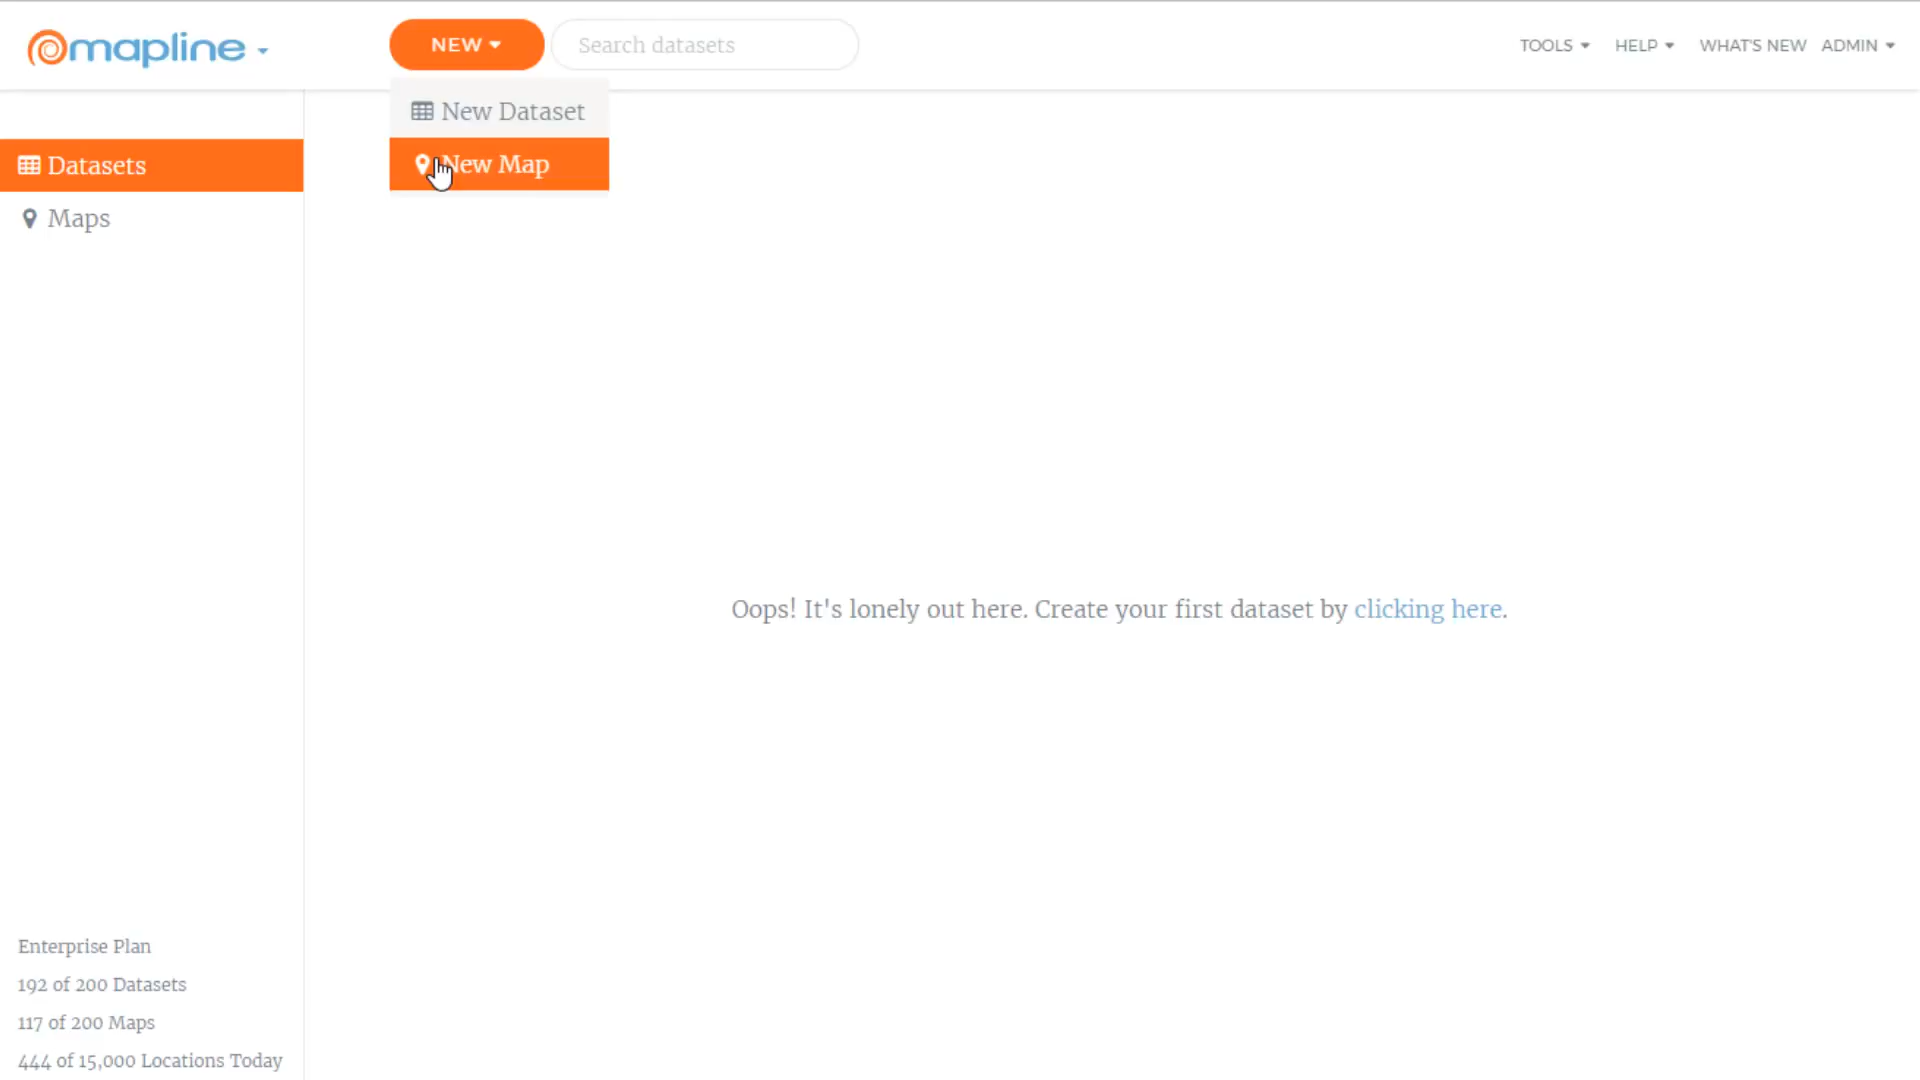 mapline
NEW
Search datasets
TOOLS
HELP
WHAT'S NEW
ADMIN
New Dataset
New Map
Datasets
Maps
Oops! It's lonely out here. Create your first dataset by clicking here.
Enterprise Plan
192 of 200 Datasets
117 of 200 Maps
444 of 15,000 Locations Today